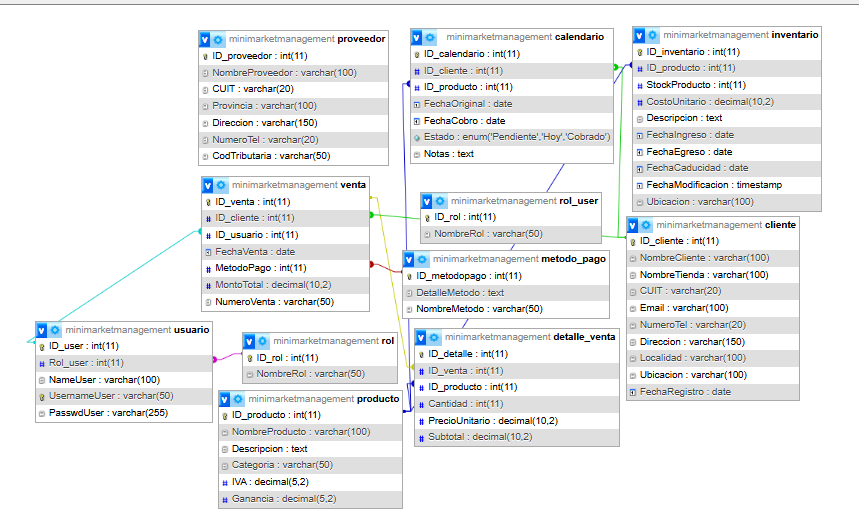 minimarketmanagement proveedor
ID_proveedor : int(11)
NombreProveedor : varchar(100)
CUIT : varchar(20)
Provincia : varchar(100)
Direccion : varchar(150)
NumeroTel : varchar(20)
CodTributaria : varchar(50)
minimarketmanagement calendario
ID_calendario : int(11)
ID_cliente : int(11)
ID_producto : int(11)
FechaOriginal : date
FechaCobro : date
Estado : enum('Pendiente','Hoy','Cobrado')
Notas : text
minimarketmanagement inventario
ID_inventario : int(11)
ID_producto : int(11)
StockProducto : int(11)
CostoUnitario : decimal(10,2)
Descripcion : text
FechaIngreso : date
FechaEgreso : date
FechaCaducidad : date
FechaModificacion : timestamp
Ubicacion : varchar(100)
minimarketmanagement venta
ID_venta : int(11)
ID_cliente : int(11)
ID_usuario : int(11)
FechaVenta : date
MetodoPago : int(11)
MontoTotal : decimal(10,2)
NumeroVenta : varchar(50)
minimarketmanagement rol_user
ID_rol : int(11)
NombreRol : varchar(50)
minimarketmanagement cliente
ID_cliente : int(11)
NombreCliente : varchar(100)
NombreTienda : varchar(100)
CUIT : varchar(20)
Email : varchar(100)
NumeroTel : varchar(20)
Direccion : varchar(150)
Localidad : varchar(100)
Ubicacion : varchar(100)
FechaRegistro : date
minimarketmanagement metodo_pago
ID_metodopago : int(11)
DetalleMetodo : text
NombreMetodo : varchar(50)
minimarketmanagement usuario
ID_user : int(11)
Rol_user : int(11)
NameUser : varchar(100)
UsernameUser : varchar(50)
PasswdUser : varchar(255)
minimarketmanagement rol
ID_rol : int(11)
NombreRol : varchar(50)
minimarketmanagement detalle_venta
ID_detalle : int(11)
ID_venta : int(11)
ID_producto : int(11)
Cantidad : int(11)
PrecioUnitario : decimal(10,2)
Subtotal : decimal(10,2)
minimarketmanagement producto
ID_producto : int(11)
NombreProducto : varchar(100)
Descripcion : text
Categoria : varchar(50)
IVA : decimal(5,2)
Ganancia : decimal(5,2)